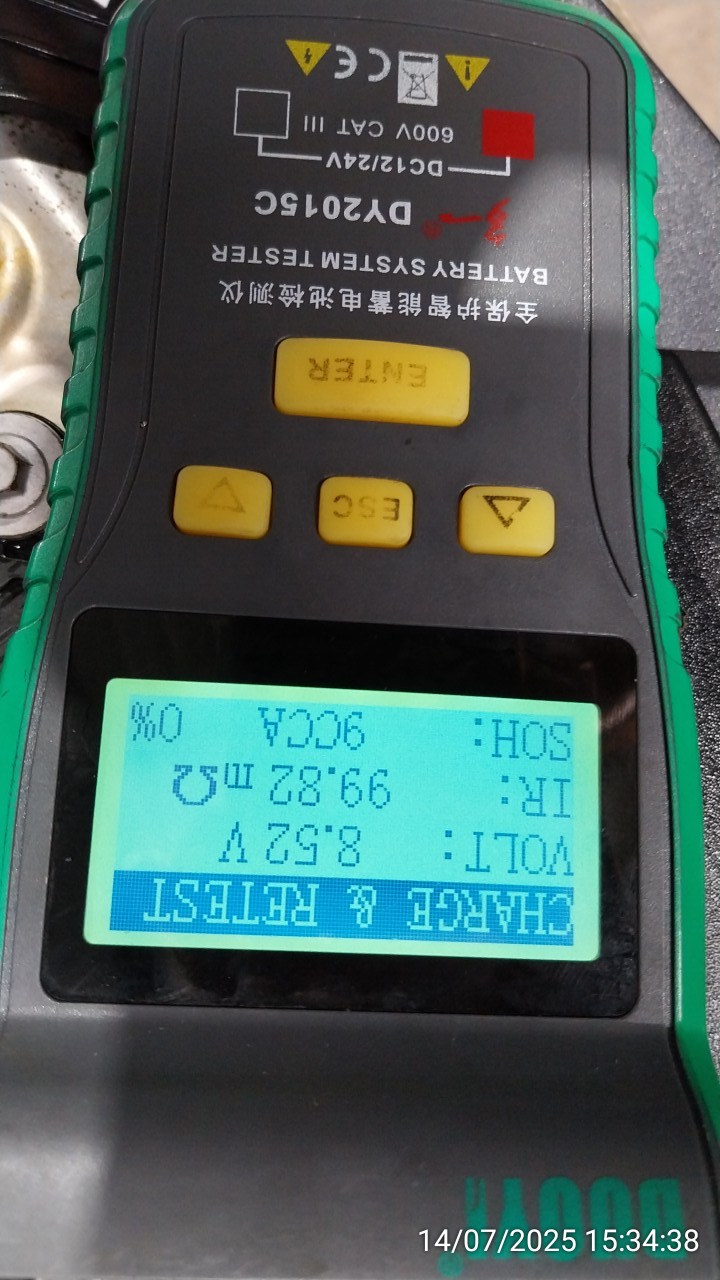 DUOYI
CHARGE & RETEST
VOLT: 8.52 V
IR: 99.82 mΩ
SOH: 9CCA 0%
ESC
ENTER
全保护智能蓄电池检测仪
BATTERY SYSTEM TESTER
DY2015C
DC12/24V
600V CAT III
CE
14/07/2025 15:34:38